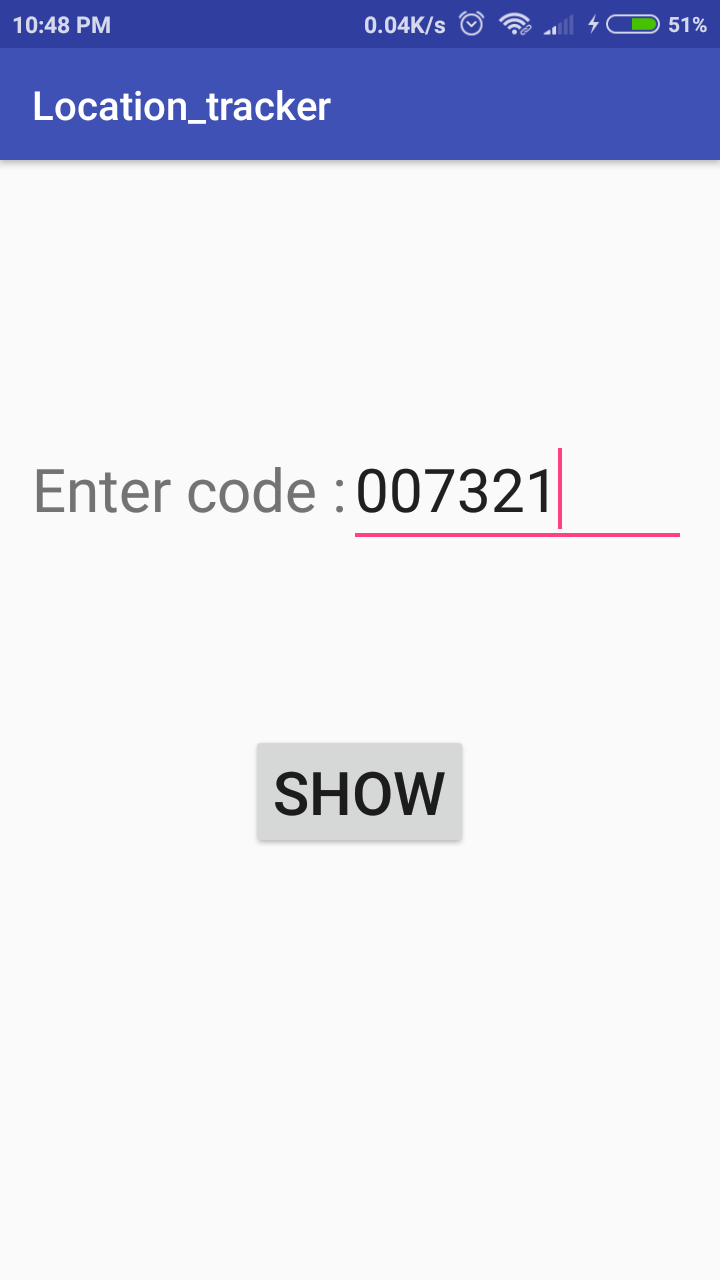 10:48 PM 0.04K/s 51%
Location_tracker
Enter code : 007321
SHOW